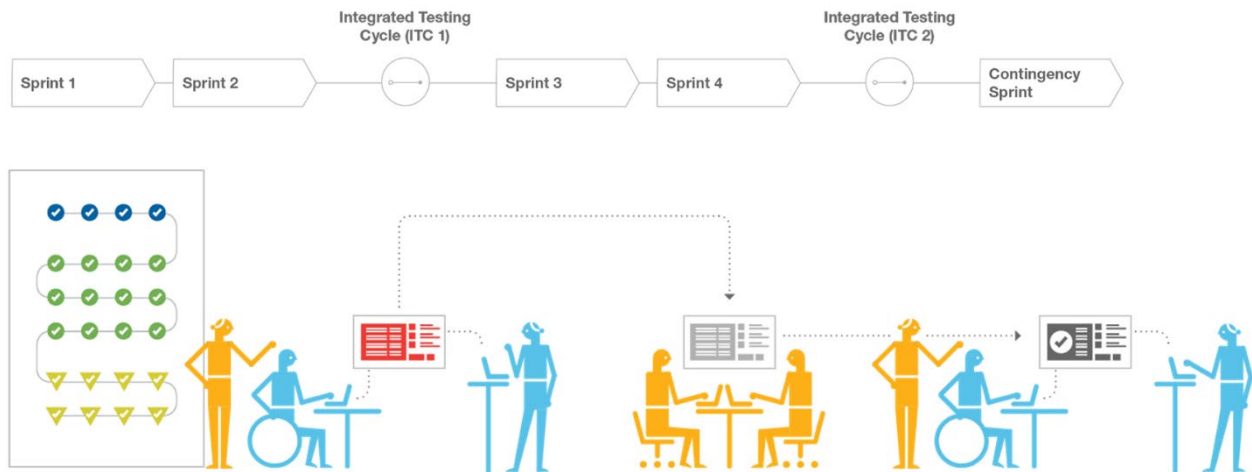 Integrated Testing
Cycle (ITC 1)
Integrated Testing
Cycle (ITC 2)
Sprint 1
Sprint 2
Sprint 3
Sprint 4
Contingency
Sprint